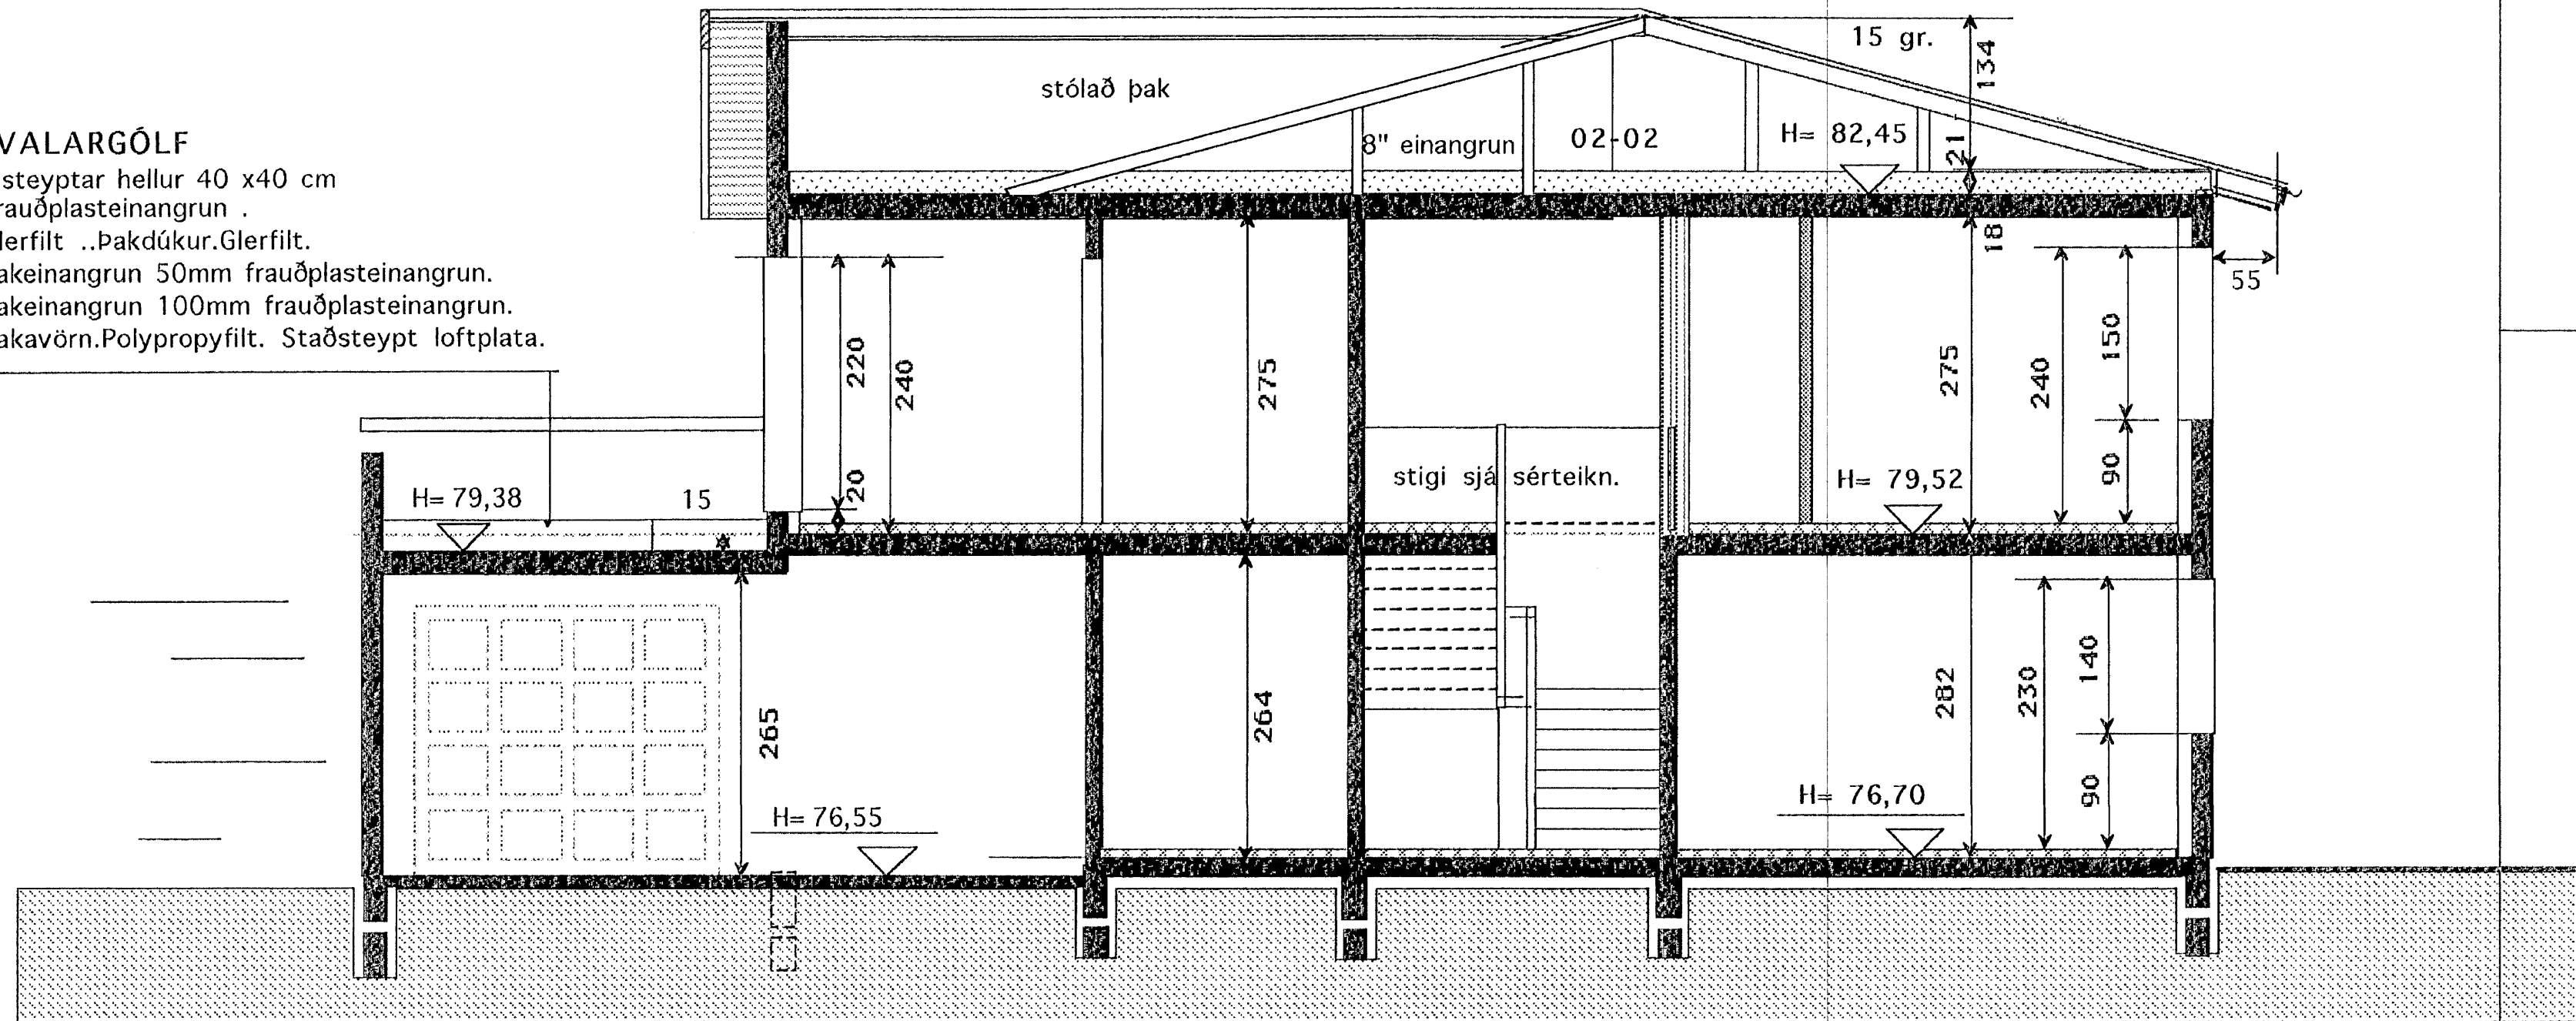 VALARGÓLF
steyptar hellur 40 x40 cm
rauðplasteinangrun .
lerfilt ..Þakdúkur.Glerfilt.
akeinangrun 50mm frauðplasteinangrun.
akeinangrun 100mm frauðplasteinangrun.
akavörn.Polypropyfilt. Staðsteypt loftplata.
stólað þak
8" einangrun
02-02
15 gr.
134
H= 82,45
21
18
55
220
240
20
275
275
240
150
90
H= 79,38
15
stigi sjá sérteikn.
H= 79,52
265
264
282
230
140
90
H= 76,55
H= 76,70